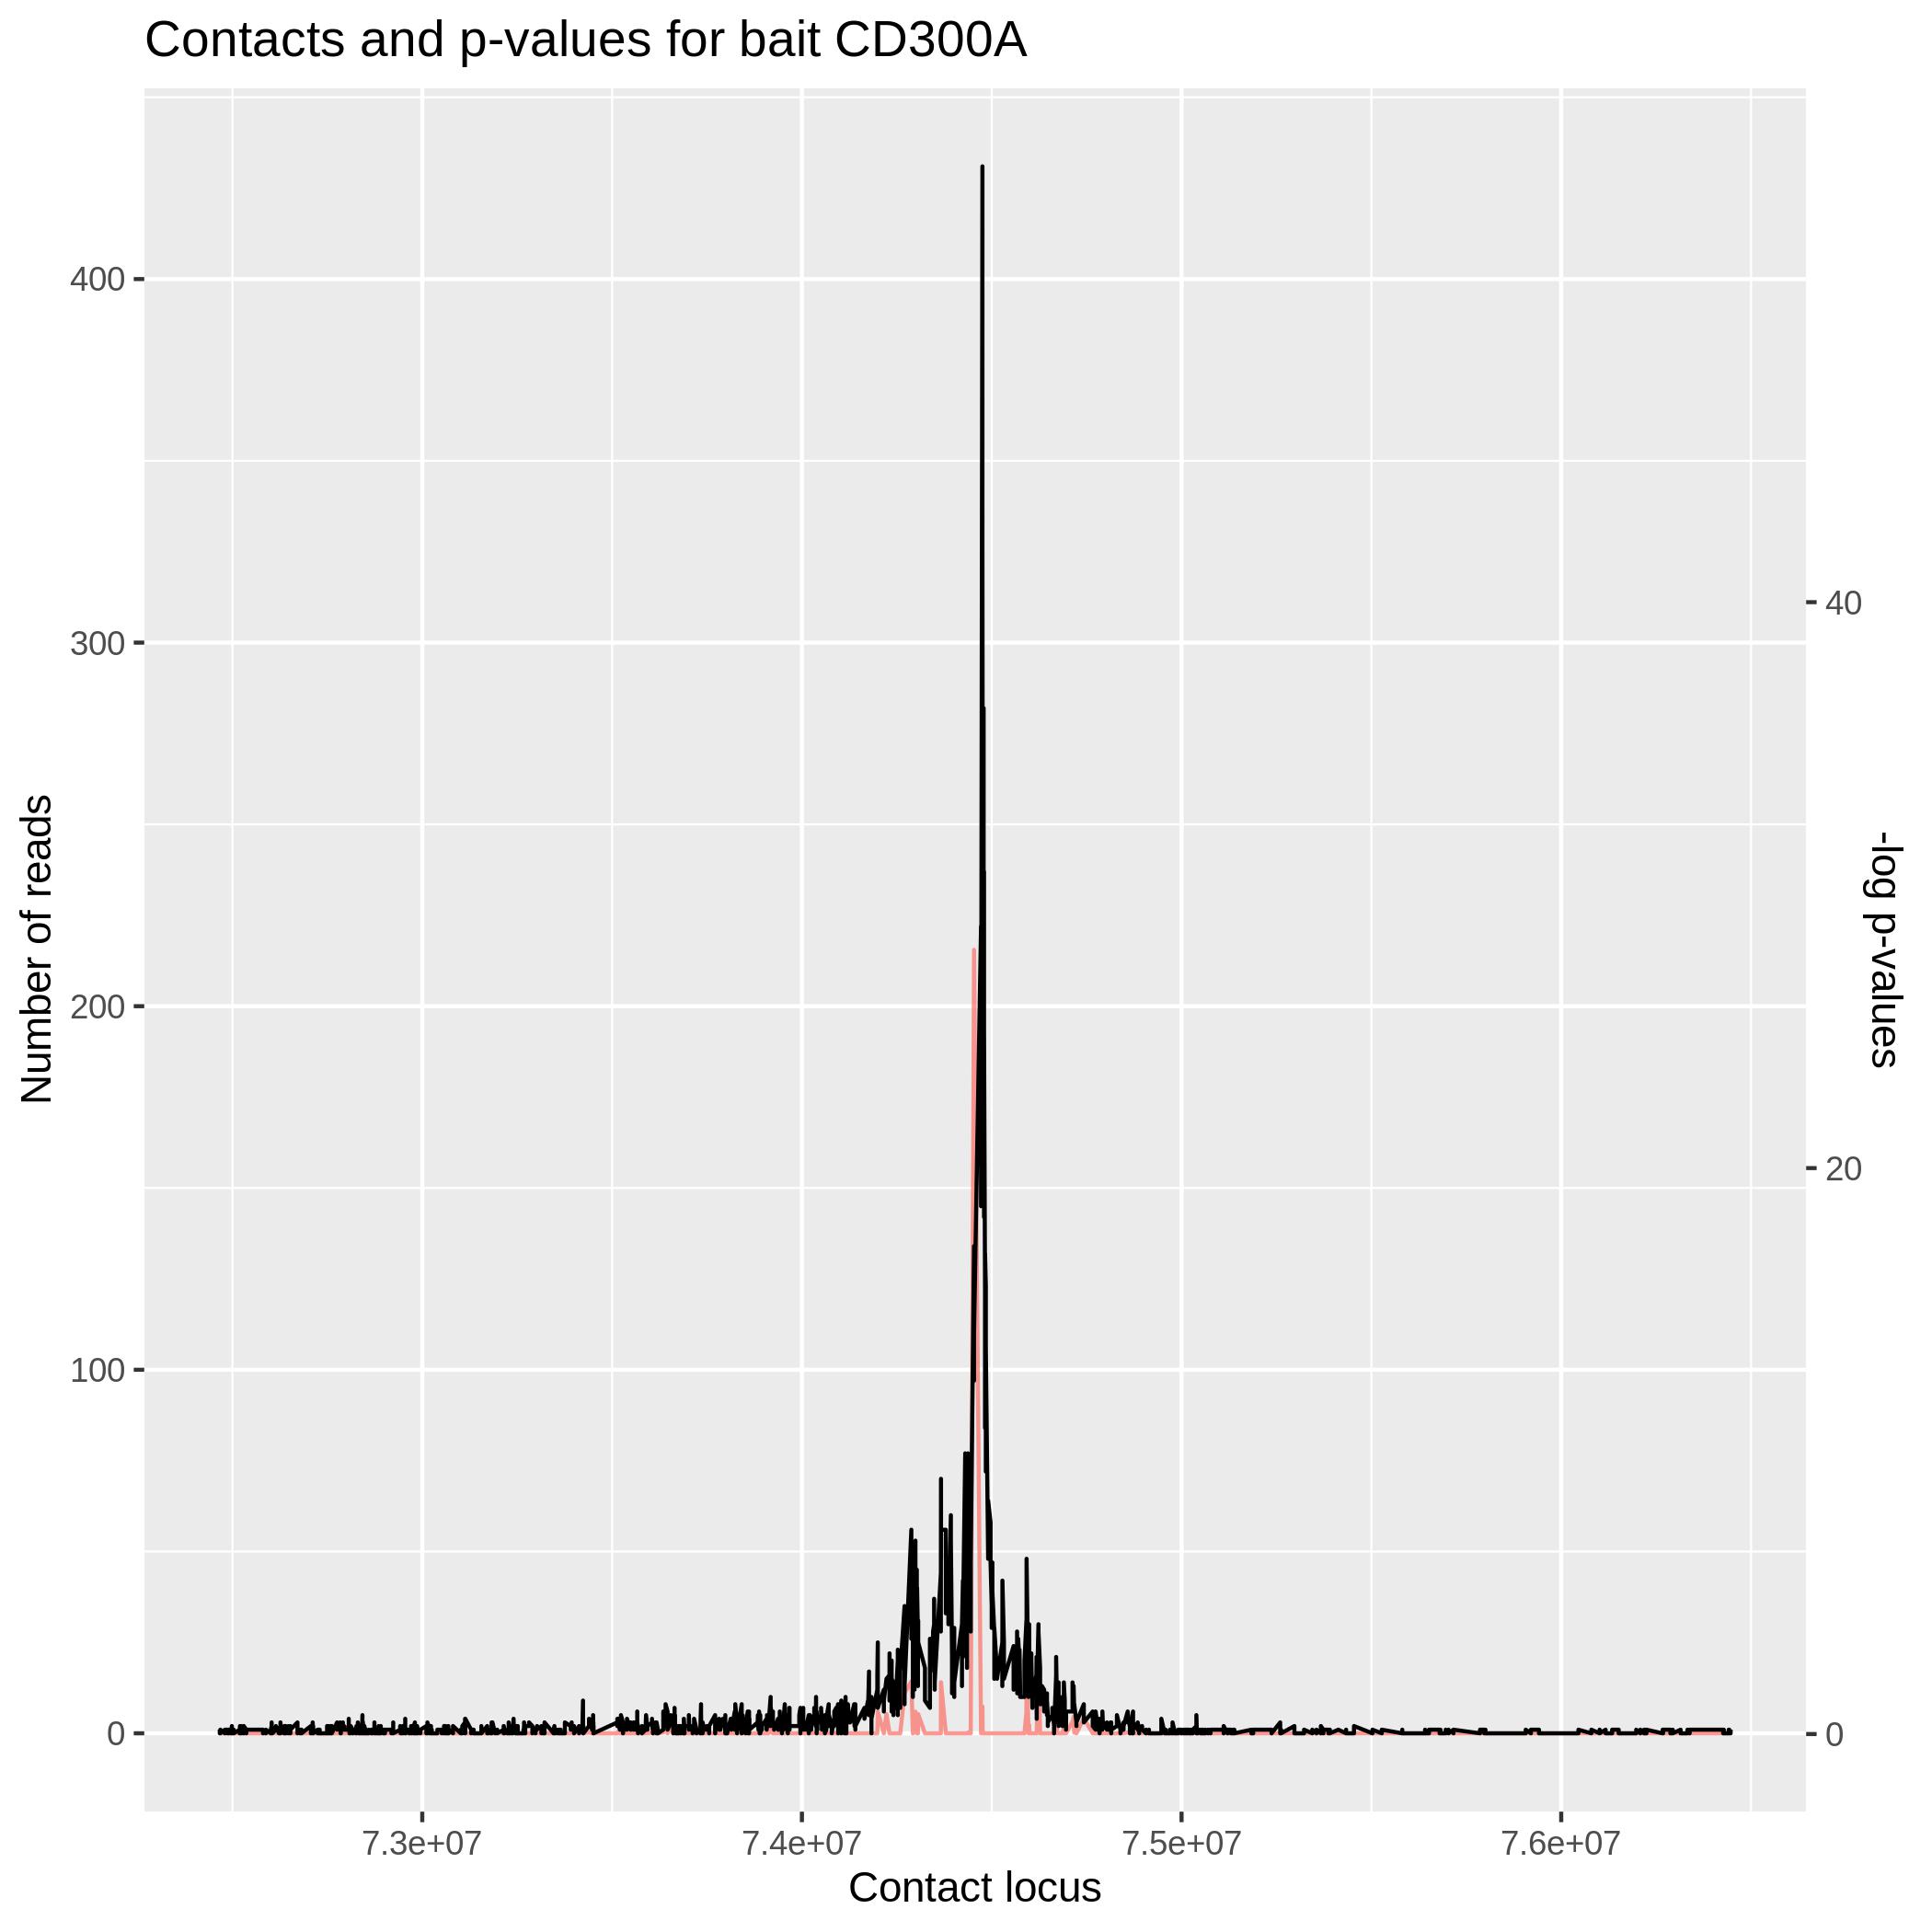 Contacts and p-values for bait CD300A
Number of reads
400
300
200
100
0
40
20
0
-log p-values
7.3e+07
7.4e+07
7.5e+07
7.6e+07
Contact locus